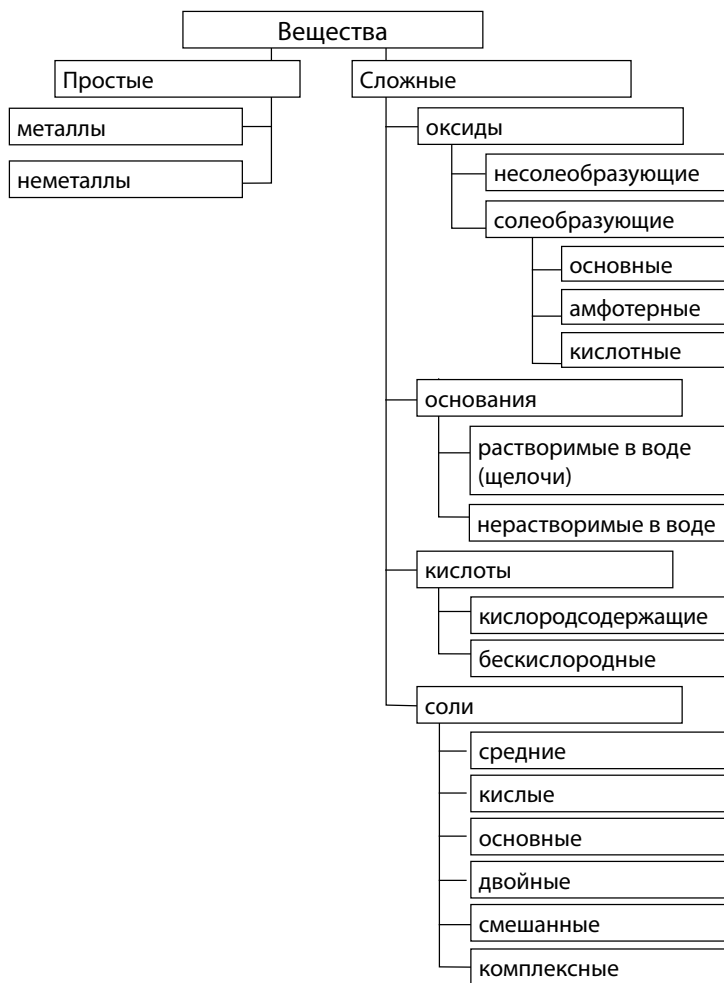 Вещества
Простые
металлы
неметаллы
Сложные
оксиды
несолеобразующие
солеобразующие
основные
амфотерные
кислотные
основания
растворимые в воде
(щелочи)
нерастворимые в воде
кислоты
кислородсодержащие
бескислородные
соли
средние
кислые
основные
двойные
смешанные
комплексные